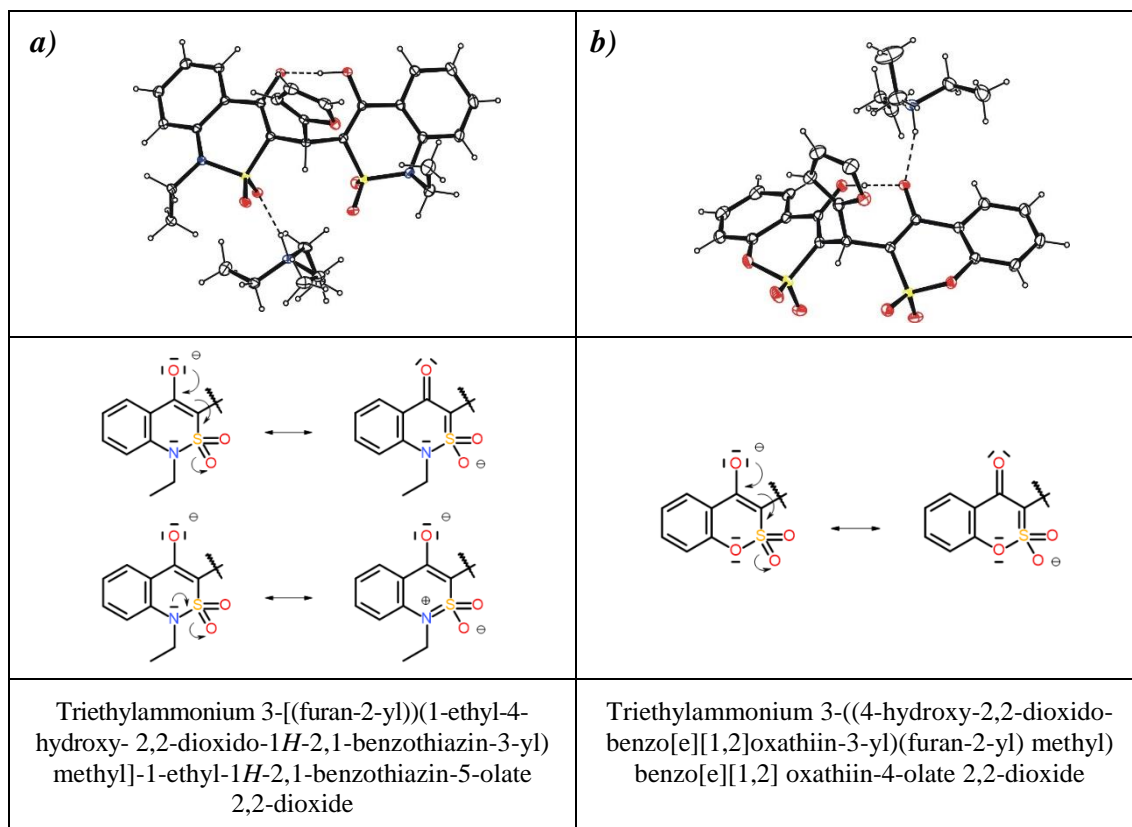 a)
b)
O
⊖
O
N
S
O
O
O
N
S
O
O
⊖
O
⊖
O
N
S
O
O
O
⊖
N
⊕
S
O
O
⊖
O
⊖
O
S
O
O
O
O
S
O
O
⊖
Triethylammonium 3-[(furan-2-yl))(1-ethyl-4-
hydroxy- 2,2-dioxido-1H-2,1-benzothiazin-3-yl)
methyl]-1-ethyl-1H-2,1-benzothiazin-5-olate
2,2-dioxide
Triethylammonium 3-((4-hydroxy-2,2-dioxido-
benzo[e][1,2]oxathiin-3-yl)(furan-2-yl) methyl)
benzo[e][1,2] oxathiin-4-olate 2,2-dioxide